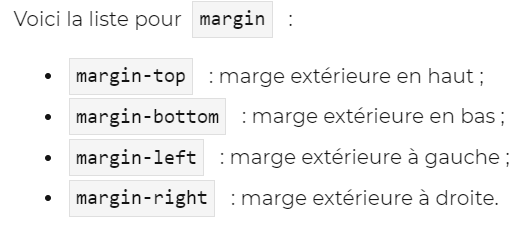 Voici la liste pour margin :
• margin-top : marge extérieure en haut ;
• margin-bottom : marge extérieure en bas ;
• margin-left : marge extérieure à gauche ;
• margin-right : marge extérieure à droite.